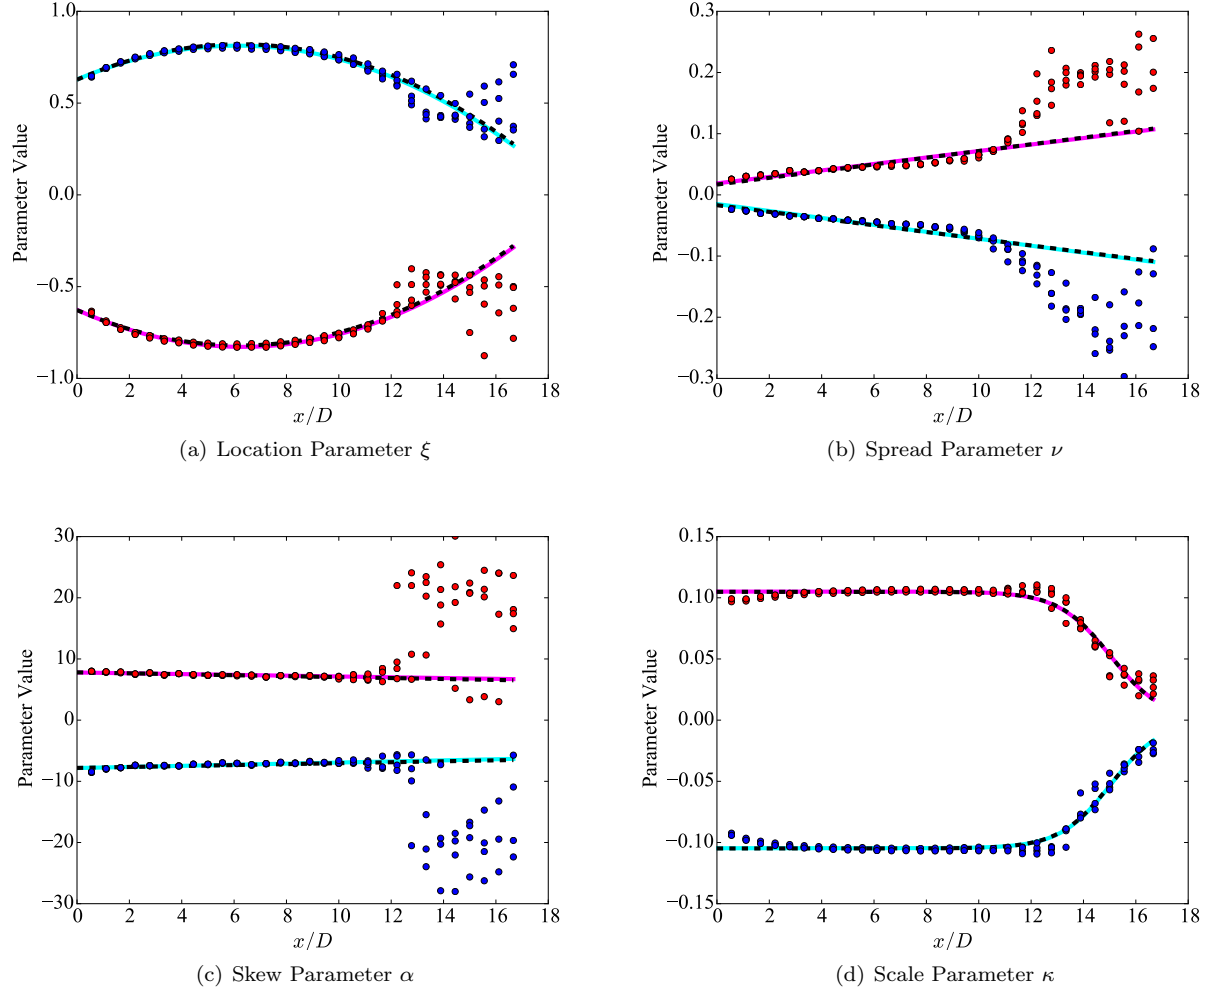 1.0
0.5
0.0
−0.5
−1.0
Parameter Value
0 2 4 6 8 10 12 14 16 18
x/D
(a) Location Parameter ξ
0.3
0.2
0.1
0.0
−0.1
−0.2
−0.3
Parameter Value
0 2 4 6 8 10 12 14 16 18
x/D
(b) Spread Parameter ν
30
20
10
0
−10
−20
−30
Parameter Value
0 2 4 6 8 10 12 14 16 18
x/D
(c) Skew Parameter α
0.15
0.10
0.05
0.00
−0.05
−0.10
−0.15
Parameter Value
0 2 4 6 8 10 12 14 16 18
x/D
(d) Scale Parameter κ